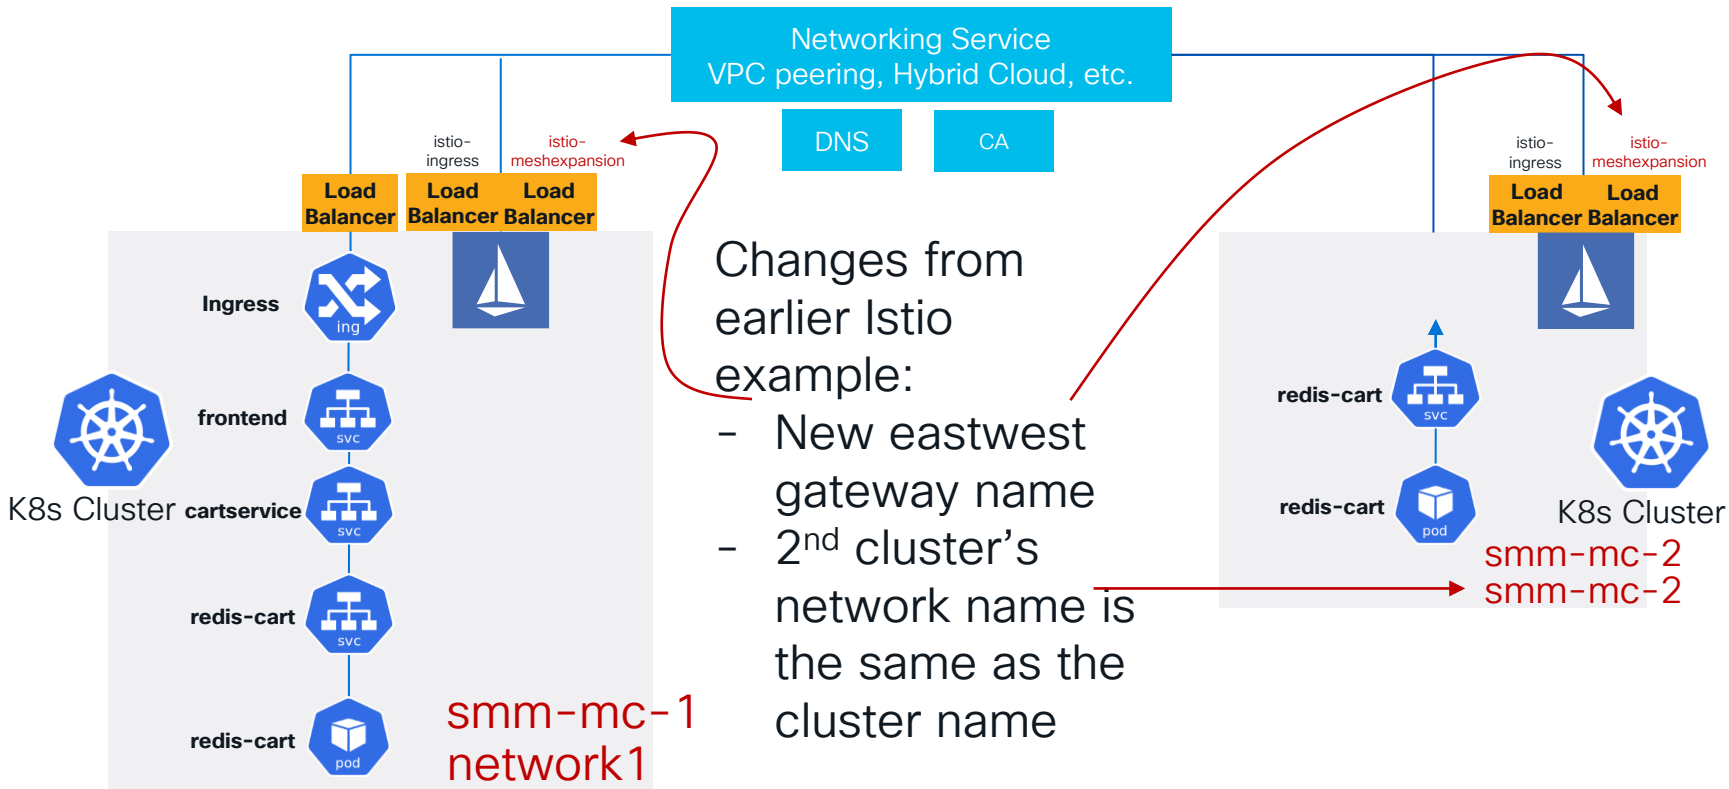 Networking Service
VPC peering, Hybrid Cloud, etc.
DNS
CA
istio-
ingress
istio-
meshexpansion
Load
Balancer
Load
Balancer
Load
Balancer
Ingress
ing
frontend
svc
K8s Cluster
cartservice
svc
redis-cart
svc
redis-cart
pod
smm-mc-1
network1
Changes from
earlier Istio
example:
- New eastwest
gateway name
- 2nd cluster's
network name is
the same as the
cluster name
istio-
ingress
istio-
meshexpansion
Load
Balancer
Load
Balancer
redis-cart
svc
redis-cart
pod
K8s Cluster
smm-mc-2
smm-mc-2